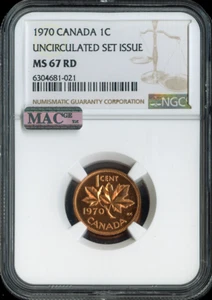 1970 CANADA 1C
UNCIRCULATED SET ISSUE
MS 67 RD
6304681-021
NUMISMATIC GUARANTY CORPORATION
NGC
MAC
1 CENT
1970
CANADA